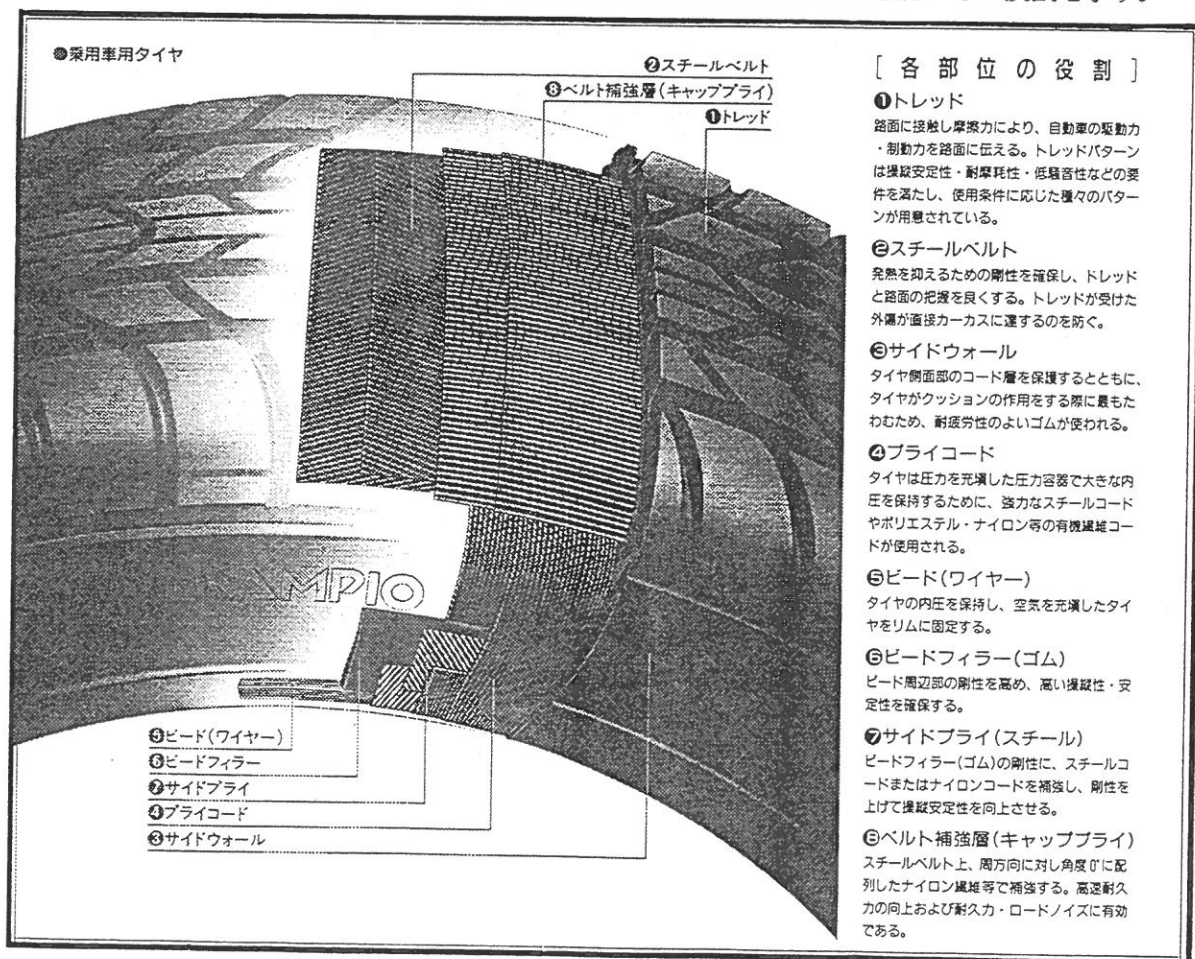 ●乗用車用タイヤ
❷スチールベルト
❽ベルト補強層(キャッププライ)
❶トレッド
AMPIO
❺ビード(ワイヤー)
❻ビードフィラー
❼サイドプライ
❹プライコード
❸サイドウォール
[各部位の役割]
❶トレッド
路面に接触し摩擦力により、自動車の駆動力
・制動力を路面に伝える。トレッドパターン
は操縦安定性・耐摩耗性・低騒音性などの要
件を満たし、使用条件に応じた種々のパター
ンが用意されている。
❷スチールベルト
発熱を抑えるための剛性を確保し、トレッド
と路面の把握を良くする。トレッドが受けた
外傷が直接カーカスに達するのを防ぐ。
❸サイドウォール
タイヤ側面部のコード層を保護するとともに、
タイヤがクッションの作用をする際に最もた
わむため、耐疲労性のよいゴムが使われる。
❹プライコード
タイヤは圧力を充填した圧力容器で大きな内
圧を保持するために、強力なスチールコード
やポリエステル・ナイロン等の有機繊維コー
ドが使用される。
❺ビード(ワイヤー)
タイヤの内圧を保持し、空気を充填したタイ
ヤをリムに固定する。
❻ビードフィラー(ゴム)
ビード周辺部の剛性を高め、高い操縦性・安
定性を確保する。
❼サイドプライ(スチール)
ビードフィラー(ゴム)の剛性に、スチールコ
ードまたはナイロンコードを補強し、剛性を
上げて操縦安定性を向上させる。
❽ベルト補強層(キャッププライ)
スチールベルト上、周方向に対し角度0°に配
列したナイロン繊維等で補強する。高速耐久
力の向上および耐久力・ロードノイズに有効
である。